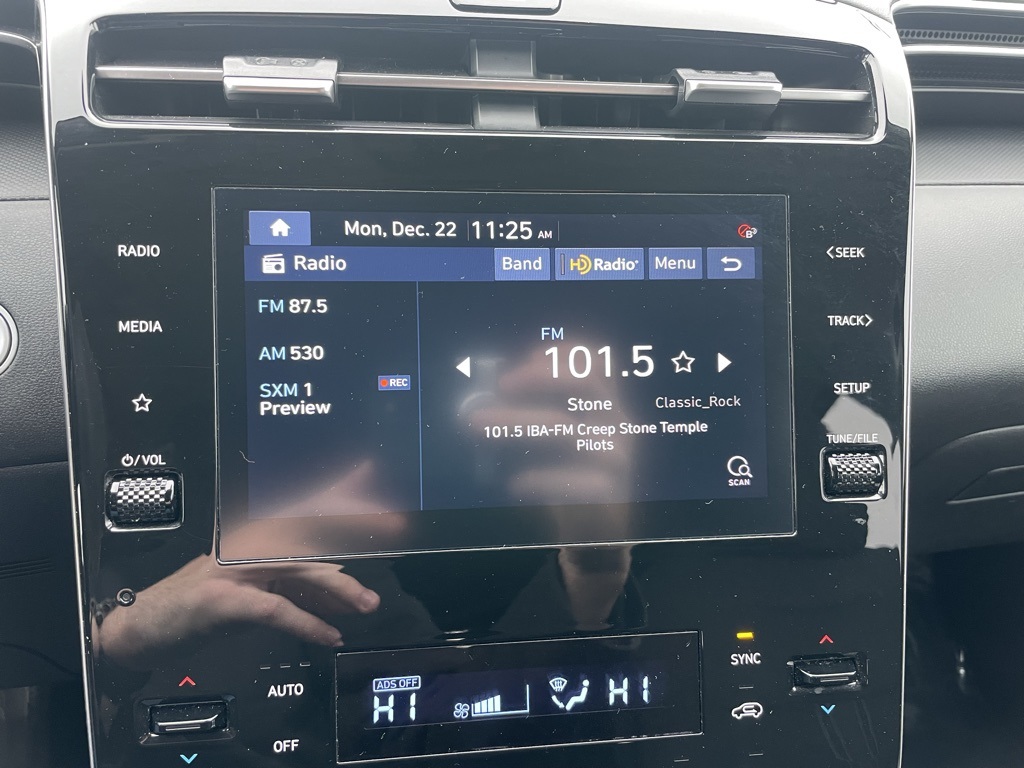 Mon, Dec. 22 11:25 AM
RADIO
Radio Band HD Radio Menu
<SEEK
FM 87.5
MEDIA
AM 530
FM
101.5
TRACK>
SXM 1
REC
Preview
Stone Classic_Rock
SETUP
101.5 IBA-FM Creep Stone Temple
Pilots
TUNE/FILE
/ VOL
SCAN
SYNC
AUTO
ADS OFF
HI
HI
OFF